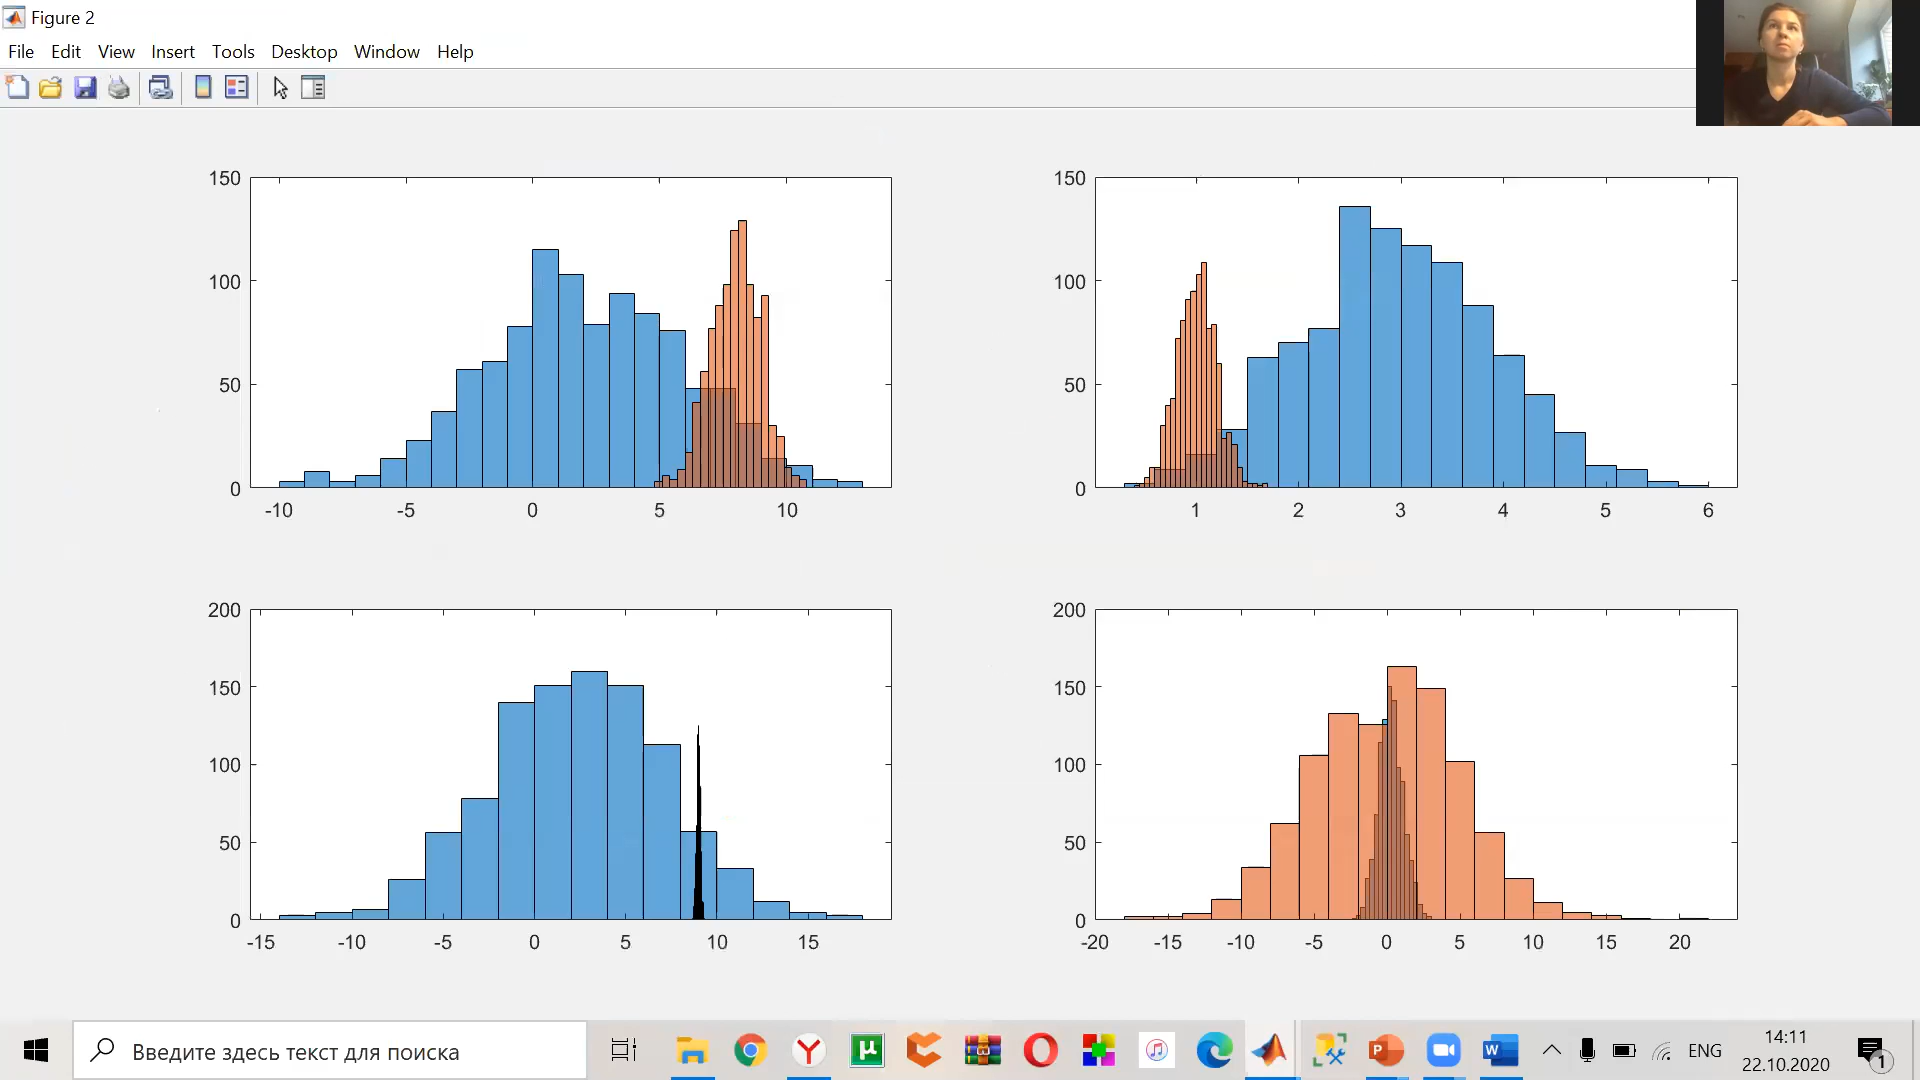 Figure 2
File Edit View Insert Tools Desktop Window Help
150 100 50 0
-10 -5 0 5 10
150 100 50 0
1 2 3 4 5 6
200 150 100 50 0
-15 -10 -5 0 5 10 15
200 150 100 50 0
-20 -15 -10 -5 0 5 10 15 20
Введите здесь текст для поиска
ENG
14:11
22.10.2020
1